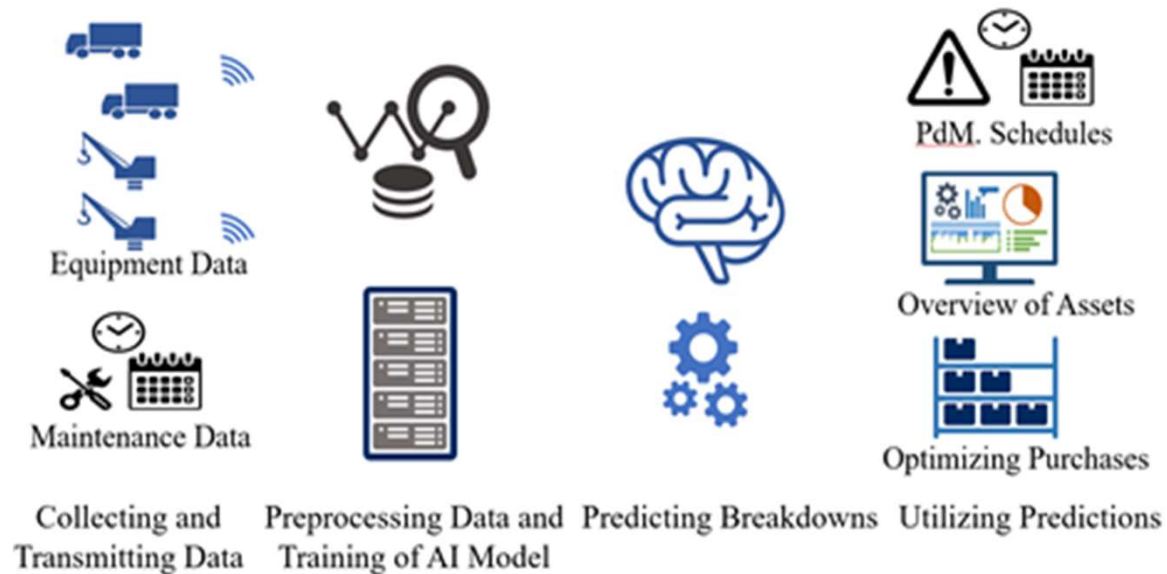 Equipment Data
Maintenance Data
PdM. Schedules
Overview of Assets
Optimizing Purchases
Collecting and
Transmitting Data
Preprocessing Data and
Training of AI Model
Predicting Breakdowns
Utilizing Predictions